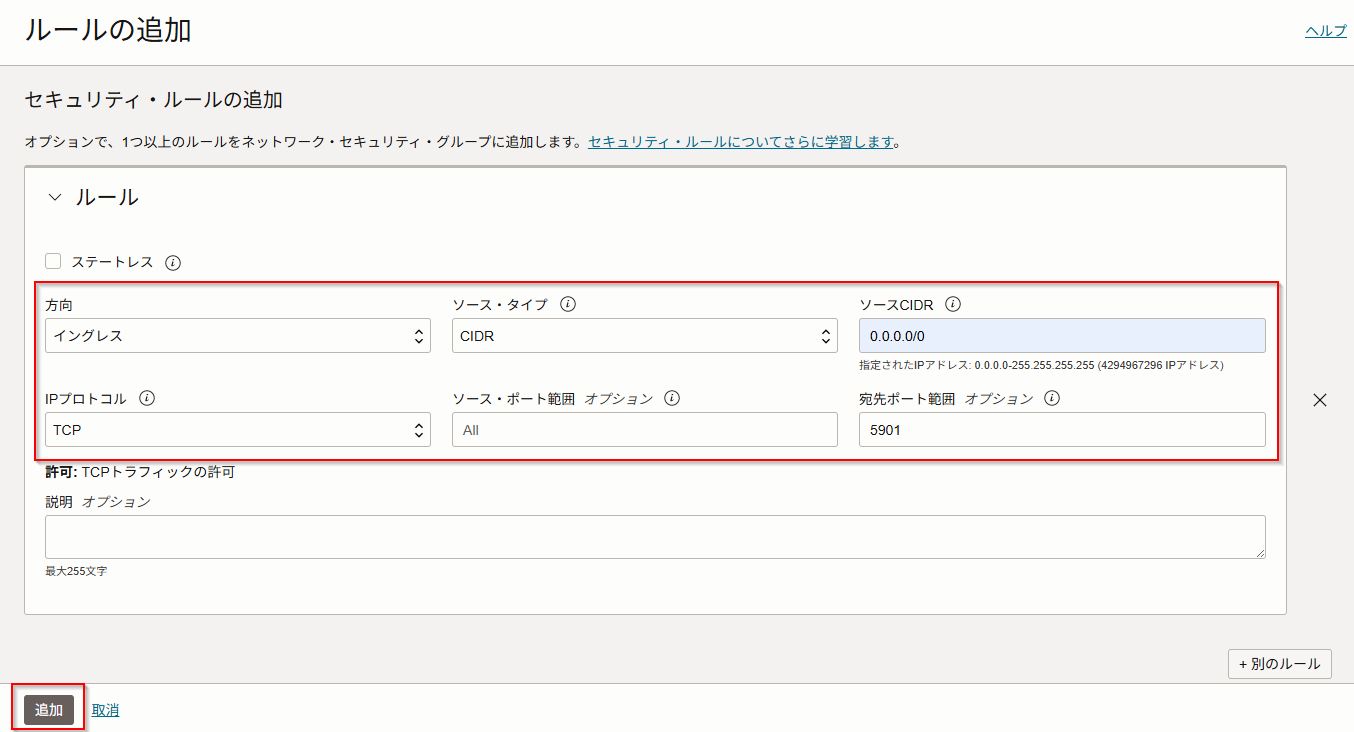 ルールの追加
ヘルプ
セキュリティ・ルールの追加
オプションで、1つ以上のルールをネットワーク・セキュリティ・グループに追加します。セキュリティ・ルールについてさらに学習します。
ルール
ステートレス
方向 ソース・タイプ ソースCIDR
イングレス CIDR 0.0.0.0/0
指定されたIPアドレス: 0.0.0.0-255.255.255.255 (4294967296 IPアドレス)
IPプロトコル ソース・ポート範囲 オプション 宛先ポート範囲 オプション
TCP All 5901
許可: TCPトラフィックの許可
説明 オプション
最大255文字
+ 別のルール
追加 取消